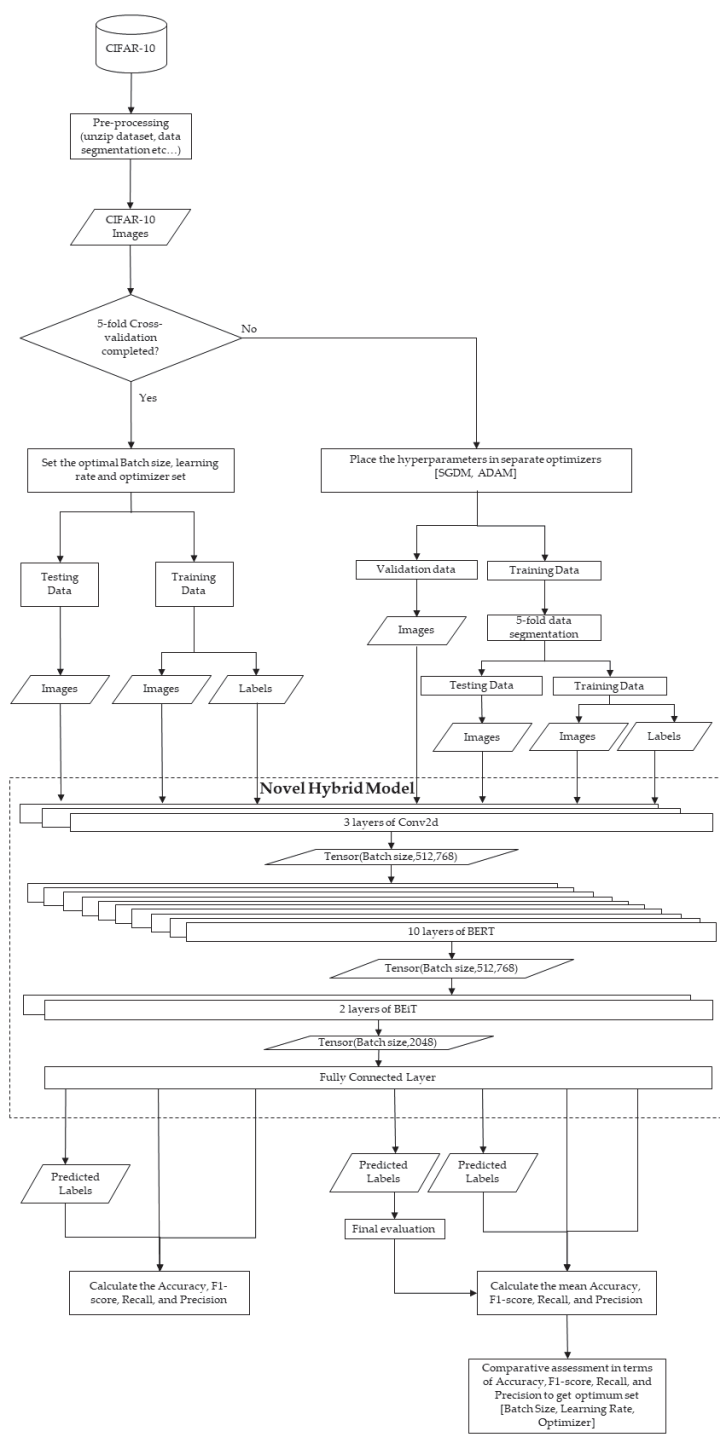 CIFAR-10
Pre-processing
(unzip dataset, data
segmentation etc...)
CIFAR-10
Images
5-fold Cross-
validation
completed?
No
Yes
Set the optimal Batch size, learning
rate and optimizer set
Place the hyperparameters in separate optimizers
[SGDM, ADAM]
Testing
Data
Training
Data
Validation data
Training Data
Images
5-fold data
segmentation
Images
Images
Labels
Testing Data
Training Data
Images
Images
Labels
Novel Hybrid Model
3 layers of Conv2d
Tensor(Batch size,512,768)
10 layers of BERT
Tensor(Batch size,512,768)
2 layers of BEiT
Tensor(Batch size,2048)
Fully Connected Layer
Predicted
Labels
Predicted
Labels
Predicted
Labels
Final evaluation
Calculate the Accuracy, F1-
score, Recall, and Precision
Calculate the mean Accuracy,
F1-score, Recall, and Precision
Comparative assessment in terms
of Accuracy, F1-score, Recall, and
Precision to get optimum set
[Batch Size, Learning Rate,
Optimizer]